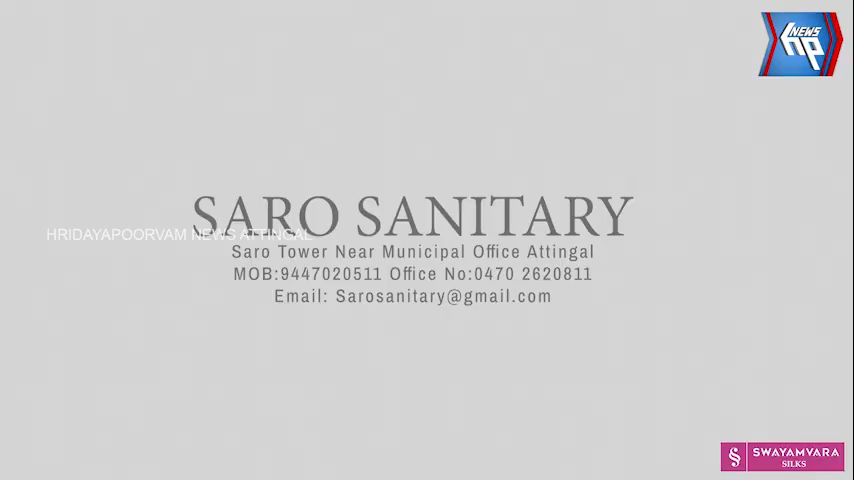 NEWS
np
SARO SANITARY
HRIDAYAPOORVAM NEWS ATTINGAL
Saro Tower Near Municipal Office Attingal
MOB:9447020511 Office No:0470 2620811
Email: Sarosanitary@gmail.com
SWAYAMVARA
SILKS